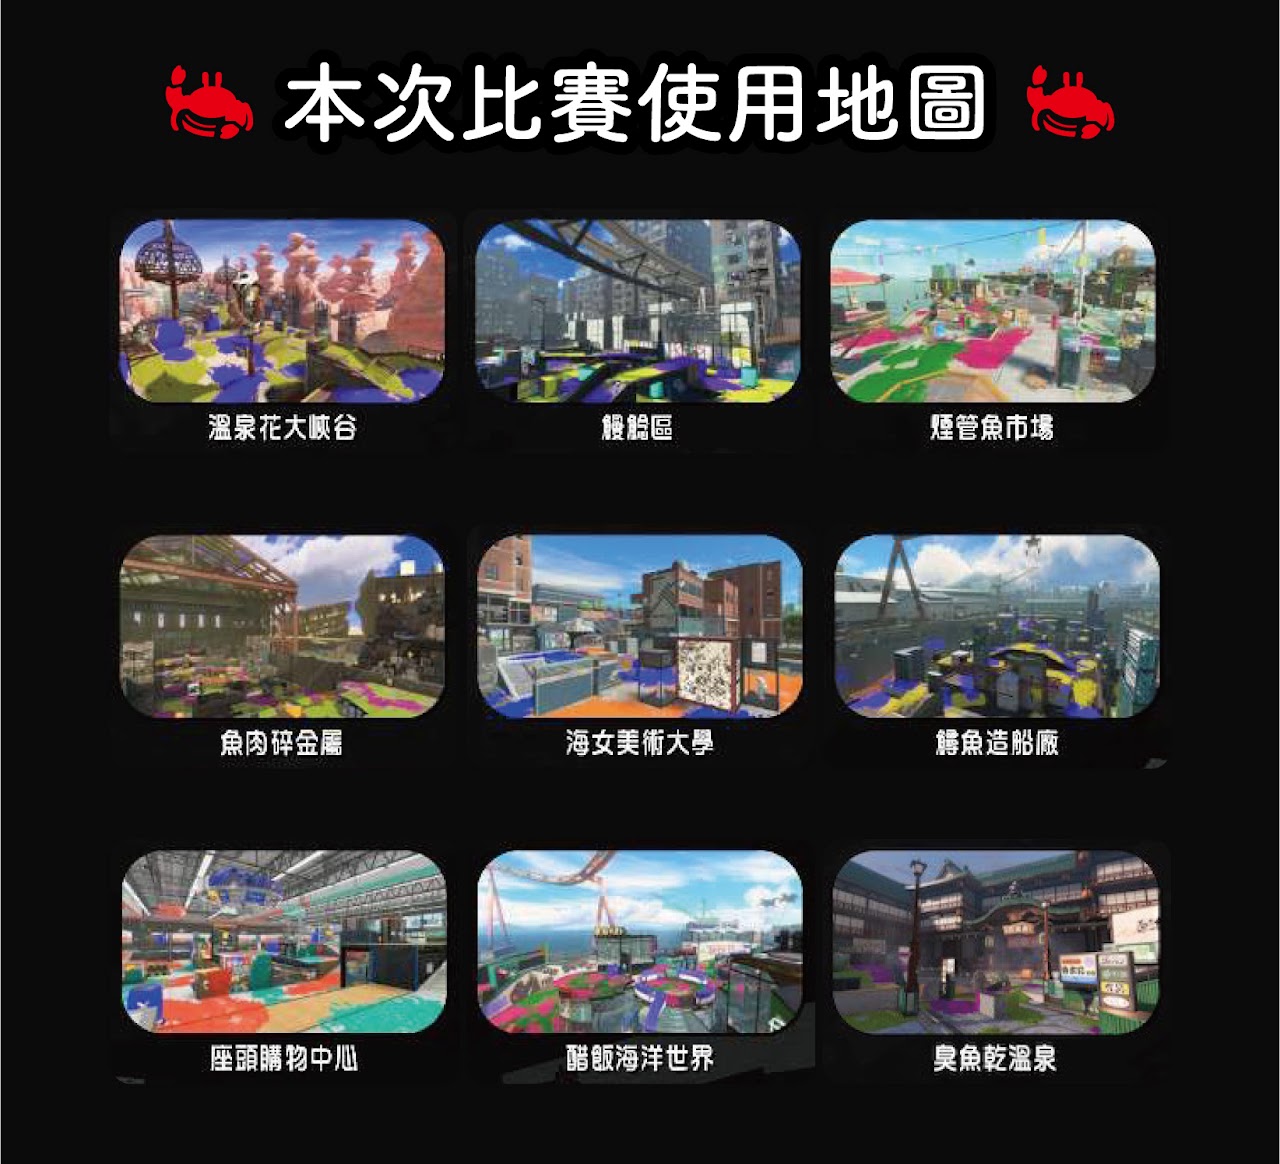 本次比賽使用地圖
溫泉花大峽谷
鰻鯰區
煙管魚市場
魚肉碎金屬
海女美術大學
鱘魚造船廠
座頭購物中心
醋飯海洋世界
臭魚乾溫泉